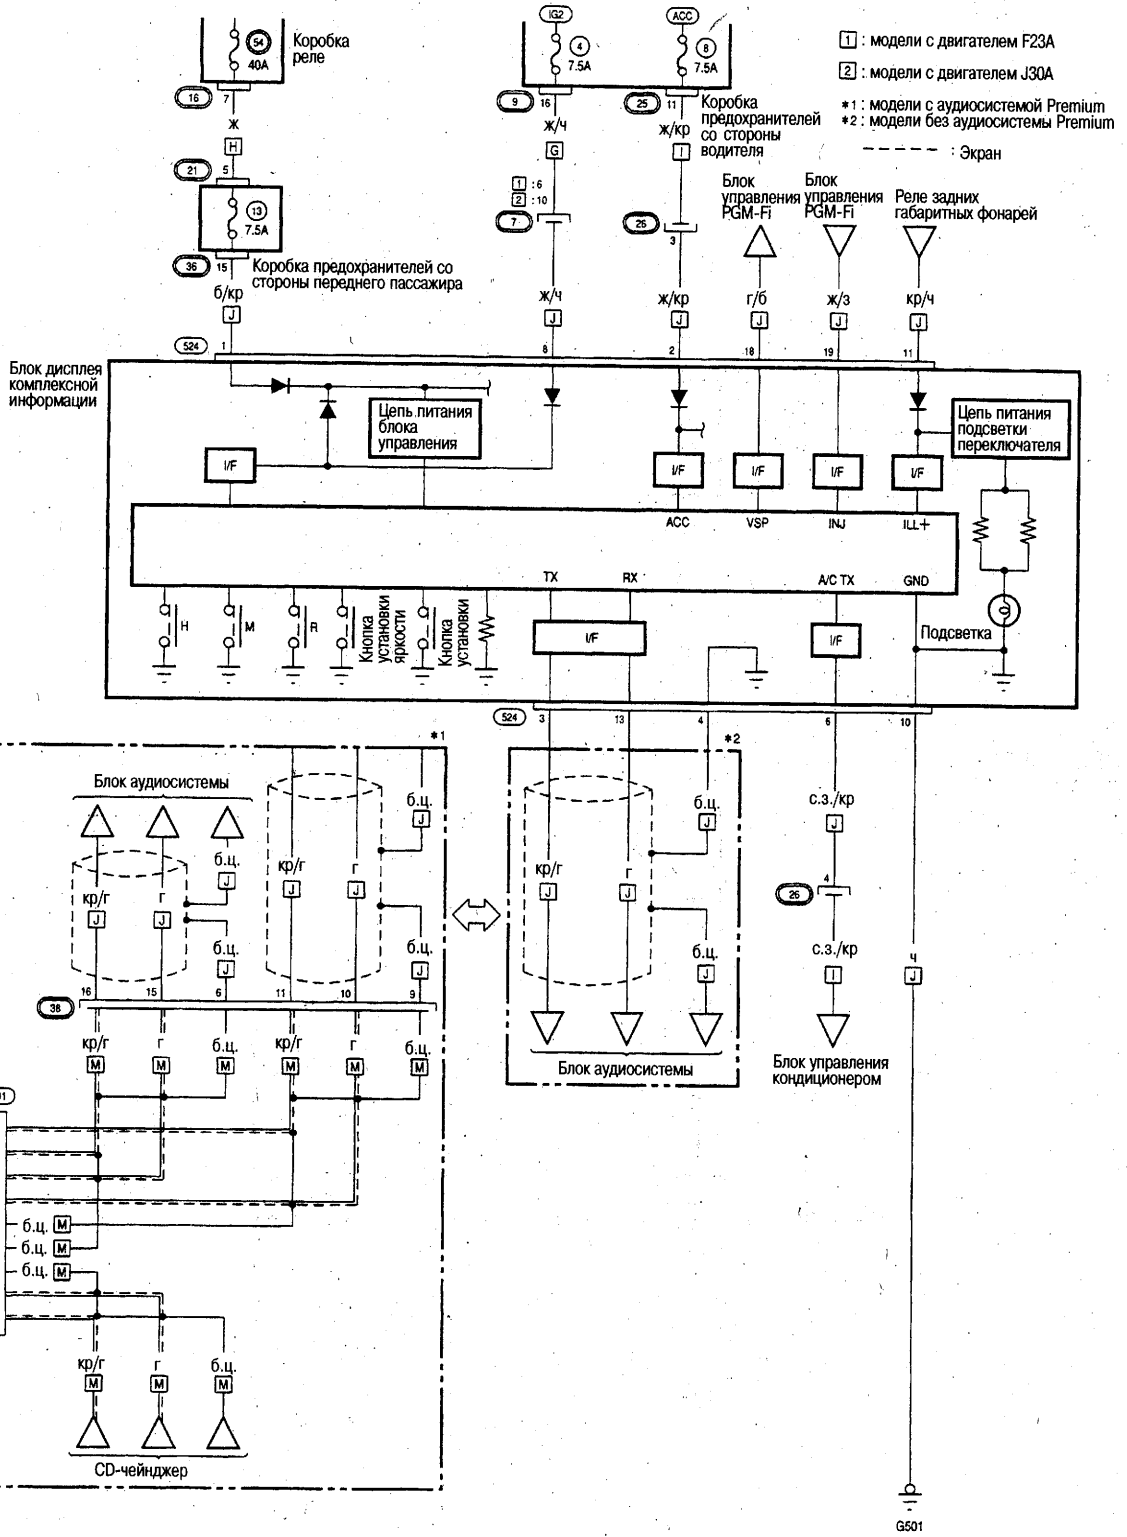 54
40А
Коробка
реле
16
7
ж
H
21
5
13
7.5А
36
15
Коробка предохранителей со
стороны переднего пассажира
б/кр
J
IG2
4
7.5А
ACC
8
7.5А
9
16
25
11
Коробка
предохранителей
со стороны
водителя
ж/ч
G
ж/кр
I
1 : 6
2 : 10
7
26
3
1 : модели с двигателем F23A
2 : модели с двигателем J30A
*1 : модели с аудиосистемой Premium
*2 : модели без аудиосистемы Premium
: Экран
Блок
управления
PGM-Fi
Блок
управления
PGM-Fi
Реле задних
габаритных фонарей
ж/ч
J
ж/кр
J
г/б
J
ж/з
J
кр/ч
J
524
1
8
2
18
19
11
Блок дисплея
комплексной
информации
Цепь питания
блока
управления
Цепь питания
подсветки
переключателя
I/F
I/F
I/F
I/F
I/F
ACC
VSP
INJ
ILL+
TX
RX
A/C TX
GND
H
M
R
Кнопка
установки
яркости
Кнопка
установки
I/F
I/F
Подсветка
524
3
13
4
6
10
*1
*2
Блок аудиосистемы
б.ц.
J
б.ц.
J
с.з./кр
J
б.ц.
J
кр/г
J
г
J
кр/г
J
г
J
кр/г
J
г
J
4
26
б.ц.
J
б.ц.
J
б.ц.
J
с.з./кр
I
ч
J
16
15
6
11
10
9
38
кр/г
M
г
M
б.ц.
M
кр/г
M
г
M
б.ц.
M
Блок аудиосистемы
Блок управления
кондиционером
б.ц. M
б.ц. M
б.ц. M
кр/г
M
г
M
б.ц.
M
CD-чейнджер
G501